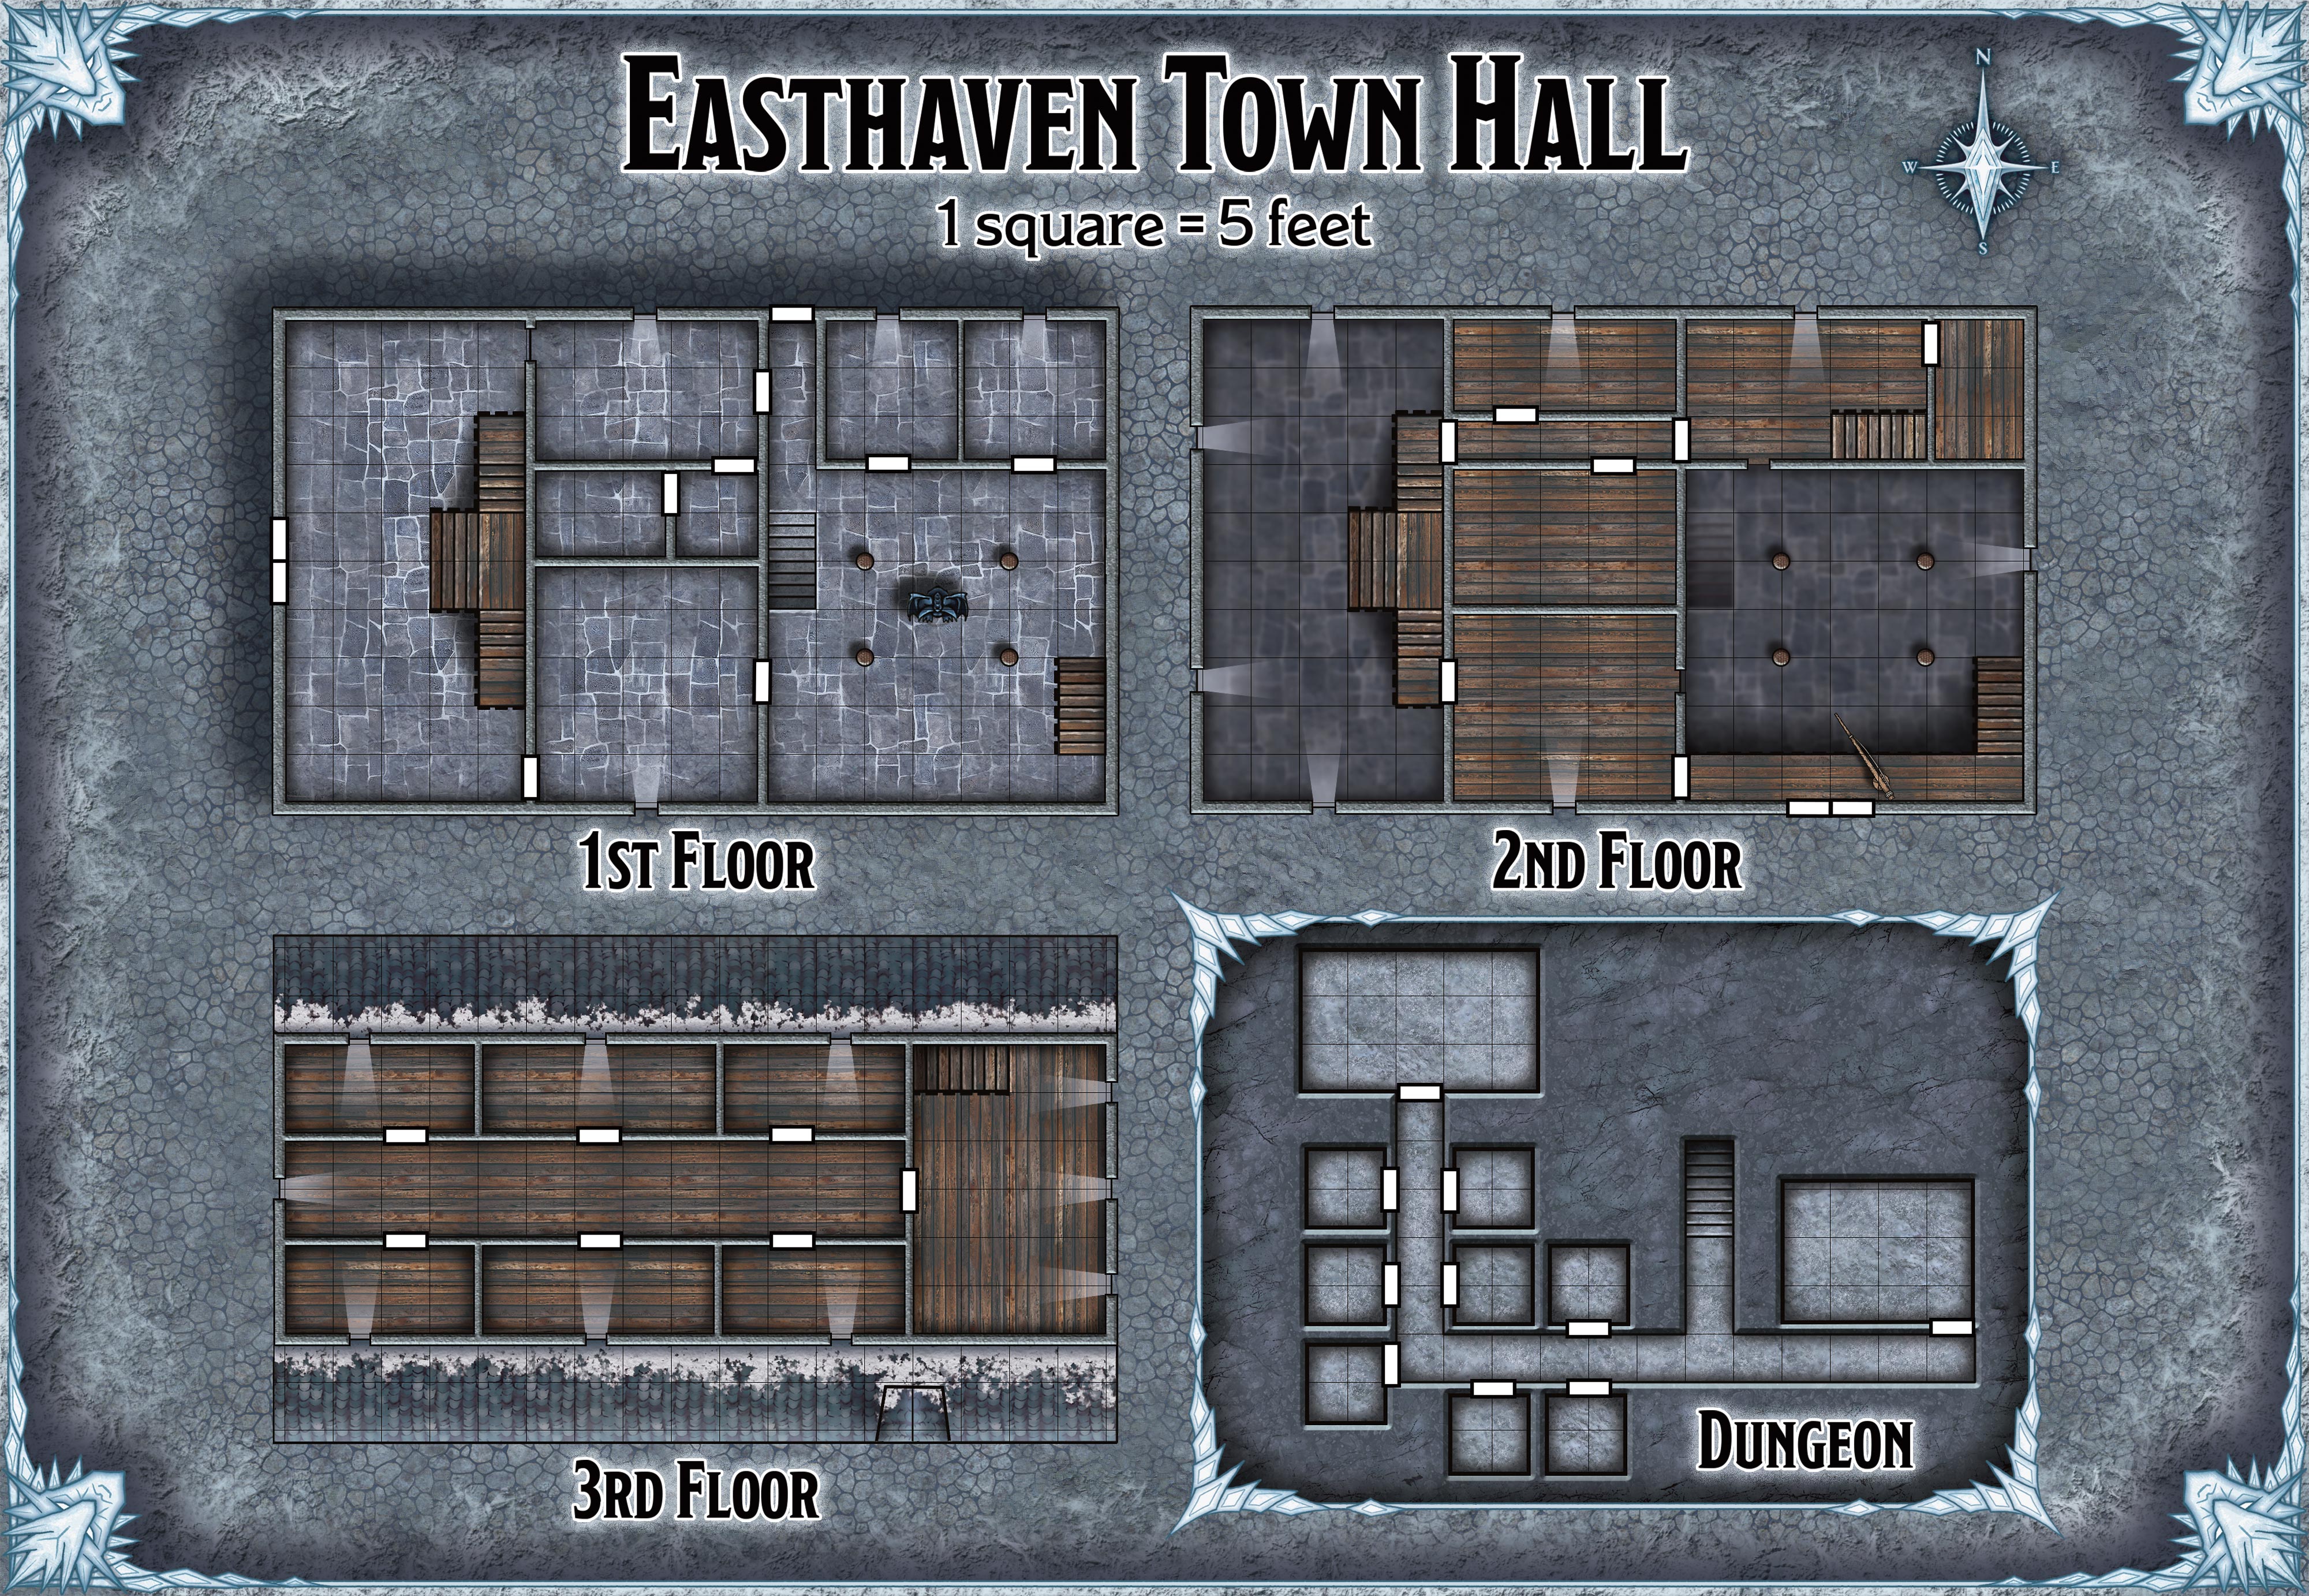 EASTHAVEN TOWN HALL
1 square = 5 feet
N
W E
S
1ST FLOOR
2ND FLOOR
3RD FLOOR
DUNGEON